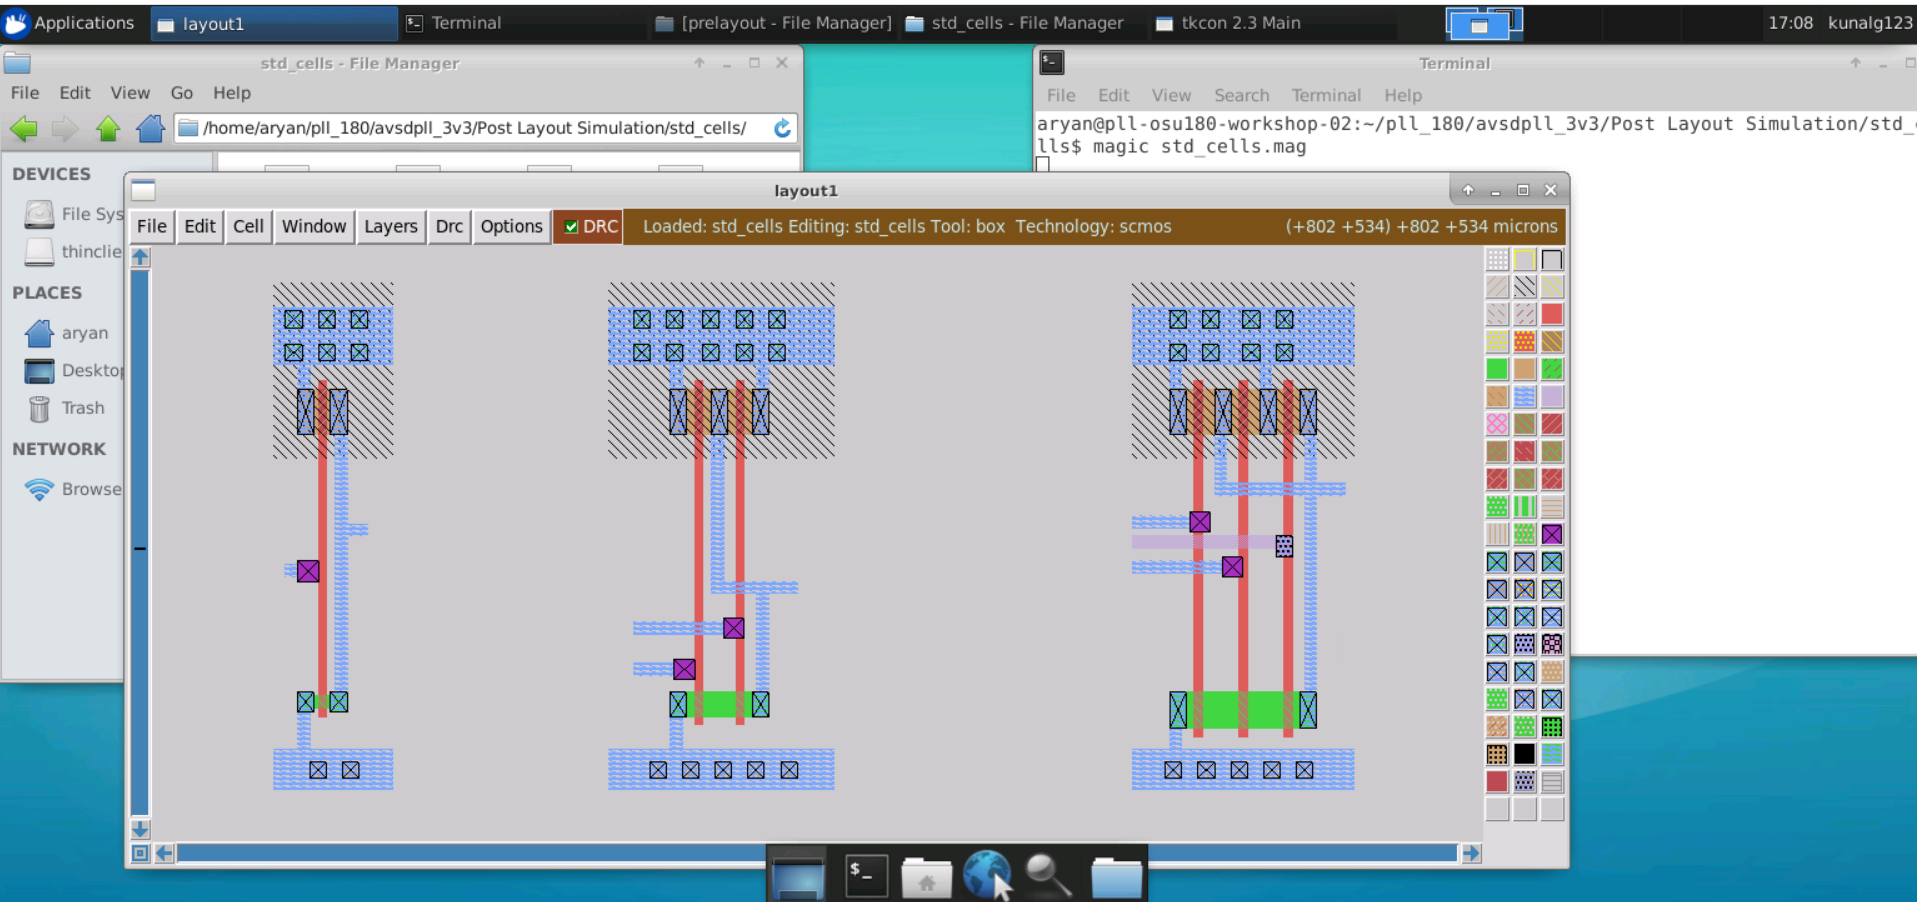 Applications
layout1
Terminal
[prelayout - File Manager]
std_cells - File Manager
tkcon 2.3 Main
17:08
kunalg123
std_cells - File Manager
File Edit View Go Help
/home/aryan/pll_180/avsdpll_3v3/Post Layout Simulation/std_cells/
DEVICES
File Sys
thinclie
PLACES
aryan
Deskto
Trash
NETWORK
Browse
Terminal
File Edit View Search Terminal Help
aryan@pll-osu180-workshop-02:~/pll_180/avsdpll_3v3/Post Layout Simulation/std_
lls$ magic std_cells.mag
layout1
File Edit Cell Window Layers Drc Options DRC
Loaded: std_cells Editing: std_cells Tool: box Technology: scmos
(+802 +534) +802 +534 microns
$_